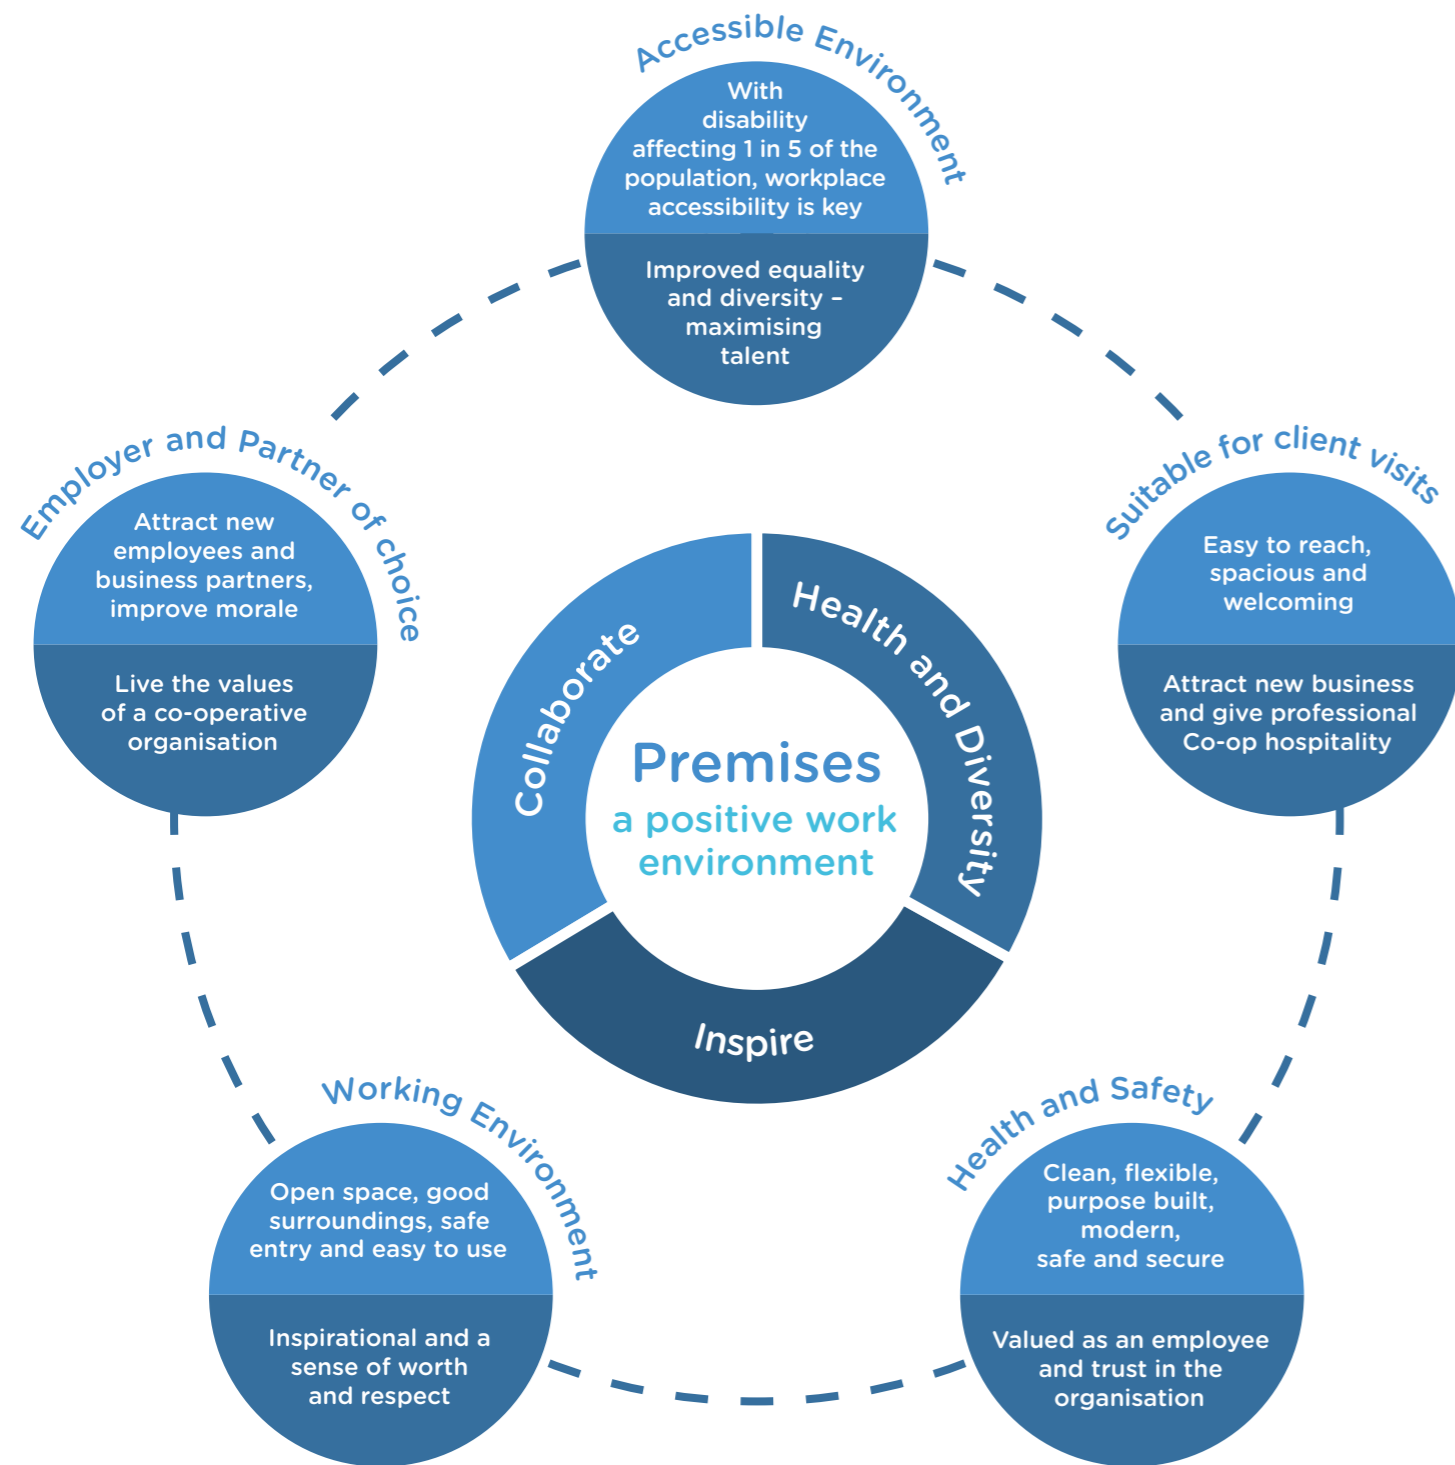 Accessible Environment
With
disability
affecting 1 in 5 of the
population, workplace
accessibility is key
Improved equality
and diversity –
maximising
talent
Employer and Partner of choice
Attract new
employees and
business partners,
improve morale
Live the values
of a co-operative
organisation
Suitable for client visits
Easy to reach,
spacious and
welcoming
Attract new business
and give professional
Co-op hospitality
Collaborate
Health and Diversity
Inspire
Premises
a positive work
environment
Working Environment
Open space, good
surroundings, safe
entry and easy to use
Inspirational and a
sense of worth
and respect
Health and Safety
Clean, flexible,
purpose built,
modern,
safe and secure
Valued as an employee
and trust in the
organisation